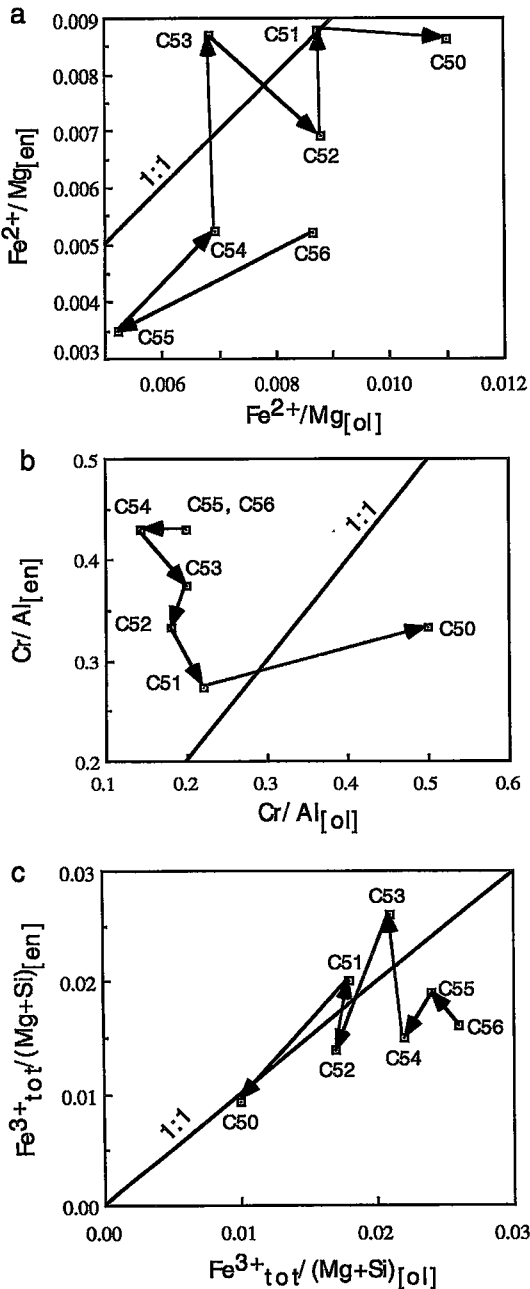 a
0.009
0.008
0.007
0.006
0.005
0.004
0.003
Fe2+/Mg[en]
C53
C51
C50
C52
1:1
C54
C56
C55
0.006
0.008
0.010
0.012
Fe2+/Mg[ol]
b
0.5
0.4
0.3
0.2
Cr/Al[en]
C54
C55, C56
1:1
C53
C52
C50
C51
0.1
0.2
0.3
0.4
0.5
0.6
Cr/Al[ol]
c
0.03
0.02
0.01
0.00
Fe3+tot/(Mg+Si)[en]
C53
C51
C55
C56
C52
C54
C50
1:1
0.00
0.01
0.02
0.03
Fe3+tot/(Mg+Si)[ol]